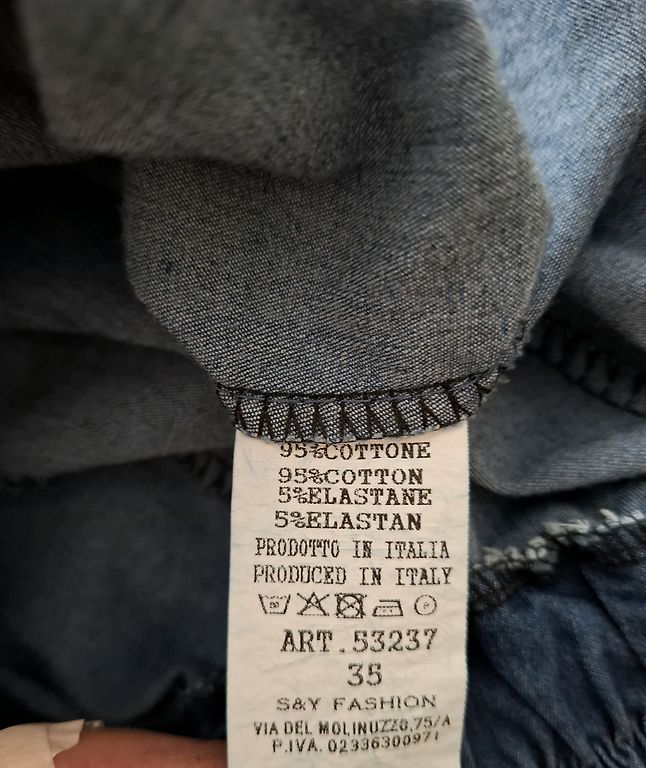 95%COTTONE
95%COTTON
5%ELASTANE
5%ELASTAN
PRODOTTO IN ITALIA
PRODUCED IN ITALY
P
ART.53237
35
S&Y FASHION
VIA DEL MOLINUZZO,75/A
P.IVA. 02336300971